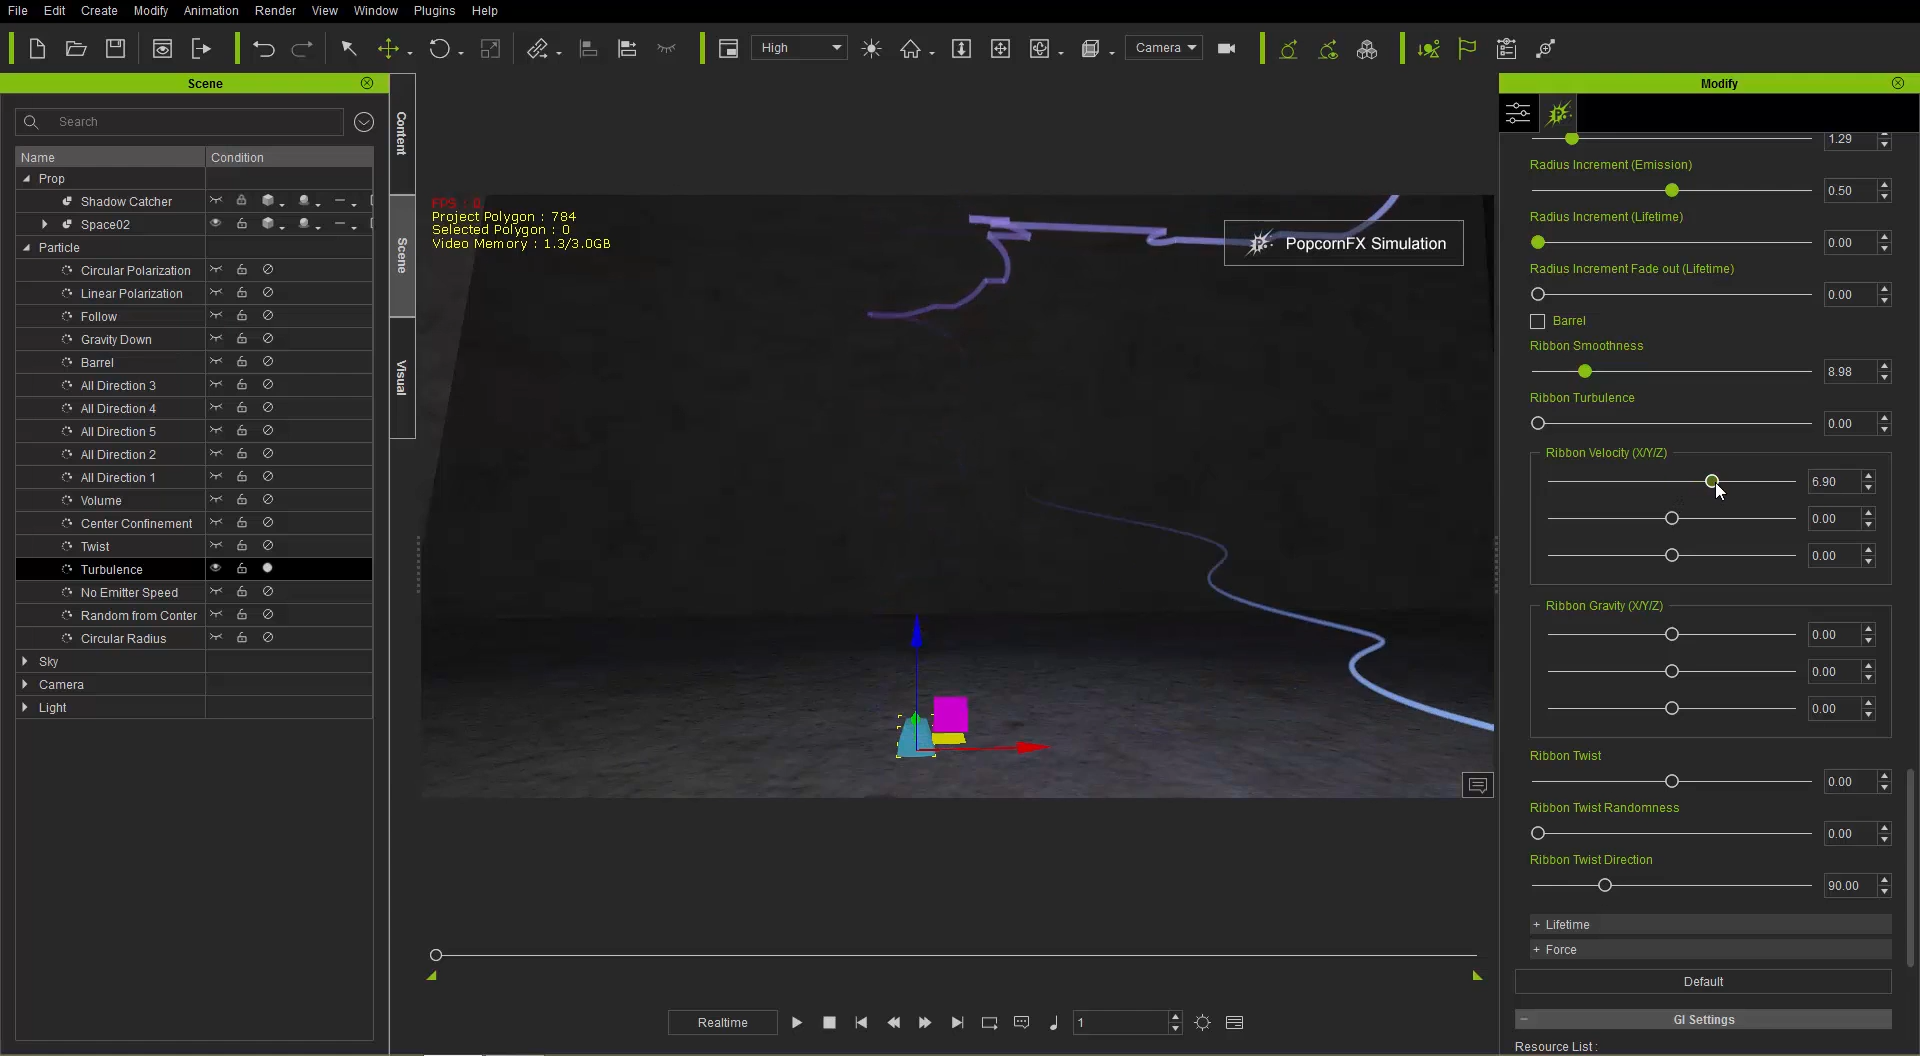 File Edit Create Modify Animation Render View Window Plugins Help
High
Camera
Scene
Modify
Content
Scene
Visual
Search
Name Condition
Prop
Shadow Catcher
Space02
Particle
Circular Polarization
Linear Polarization
Follow
Gravity Down
Barrel
All Direction 3
All Direction 4
All Direction 5
All Direction 2
All Direction 1
Volume
Center Confinement
Twist
Turbulence
No Emitter Speed
Random from Conter
Circular Radius
Sky
Camera
Light
FPS : 0
Project Polygon : 784
Selected Polygon : 0
Video Memory : 1.3/3.0GB
PopcornFX Simulation
Realtime
1
1.29
Radius Increment (Emission)
0.50
Radius Increment (Lifetime)
0.00
Radius Increment Fade out (Lifetime)
0.00
Barrel
Ribbon Smoothness
8.98
Ribbon Turbulence
0.00
Ribbon Velocity (X/Y/Z)
6.90
0.00
0.00
Ribbon Gravity (X/Y/Z)
0.00
0.00
0.00
Ribbon Twist
0.00
Ribbon Twist Randomness
0.00
Ribbon Twist Direction
90.00
+ Lifetime
+ Force
Default
GI Settings
Resource List :